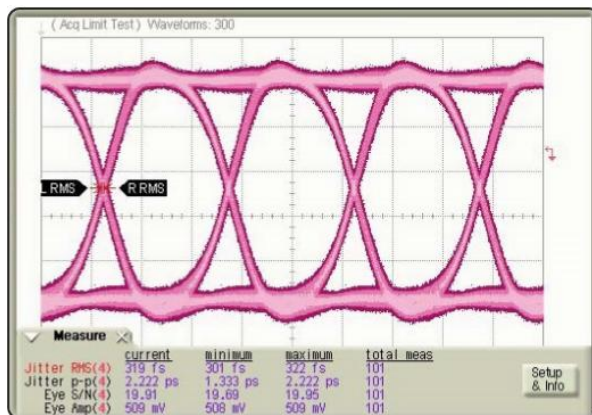 ( Acq Limit Test ) Waveforms: 300
L RMS R RMS
Measure
current minimum maximum total meas
Jitter RMS(4) 319 fs 301 fs 322 fs 101
Jitter p-p(4) 2.222 ps 1.333 ps 2.222 ps 101
Eye S/N(4) 19.91 19.69 19.95 101
Eye Amp(4) 509 mV 508 mV 509 mV 101
Setup
& Info